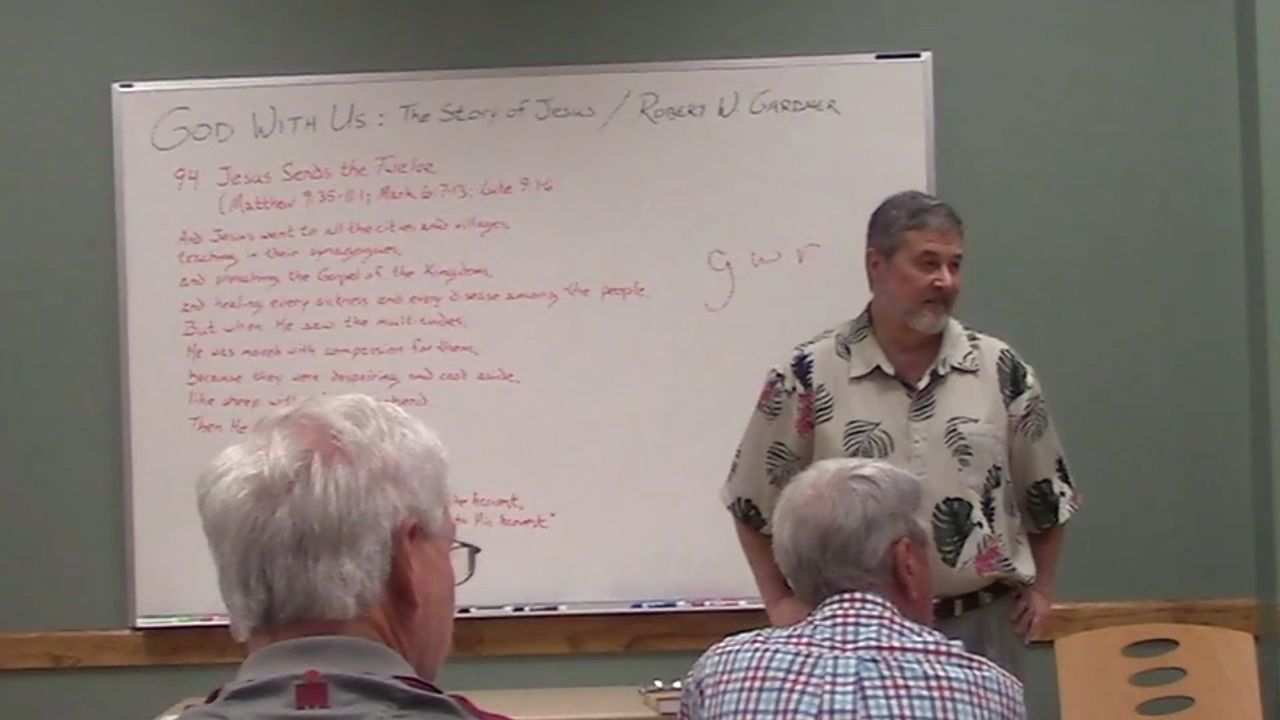 GOD WITH US: The Story of Jesus / ROBERT W. GARDNER
94 Jesus Sends the Twelve
(Matthew 9:35-11:1; Mark 6:7-13; Luke 9:1-6
And Jesus went to all the cities and villages,
teaching in their synagogues,
and preaching the Gospel of the Kingdom,
and healing every sickness and every disease among the people.
But when He saw the multitudes,
He was moved with compassion for them,
because they were despairing and cast aside,
like sheep
Then He
harvest,
to His harvest"
gwr